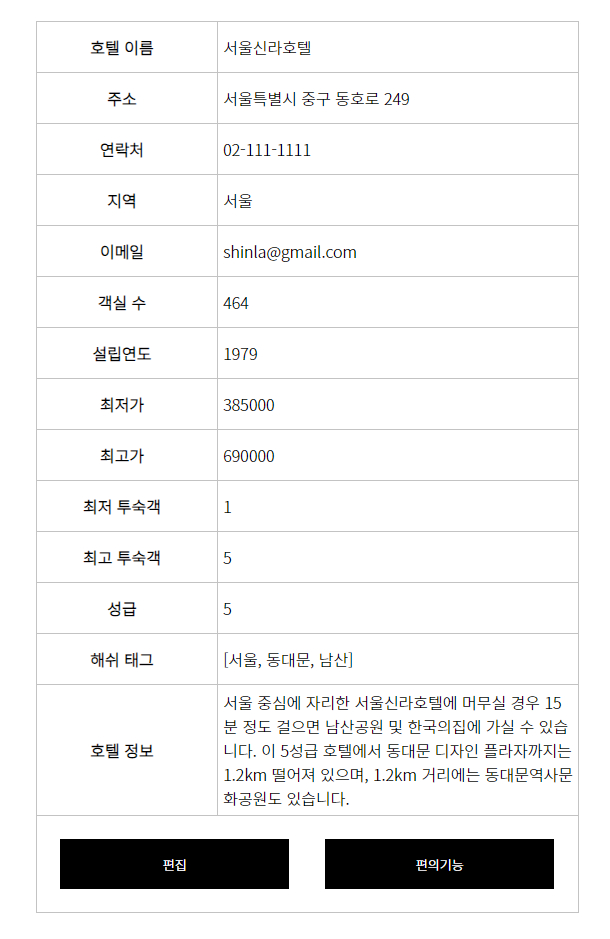 호텔 이름 서울신라호텔
주소 서울특별시 중구 동호로 249
연락처 02-111-1111
지역 서울
이메일 shinla@gmail.com
객실 수 464
설립연도 1979
최저가 385000
최고가 690000
최저 투숙객 1
최고 투숙객 5
성급 5
해쉬 태그 [서울, 동대문, 남산]
호텔 정보
서울 중심에 자리한 서울신라호텔에 머무실 경우 15
분 정도 걸으면 남산공원 및 한국의집에 가실 수 있습
니다. 이 5성급 호텔에서 동대문 디자인 플라자까지는
1.2km 떨어져 있으며, 1.2km 거리에는 동대문역사문
화공원도 있습니다.
편집 편의기능